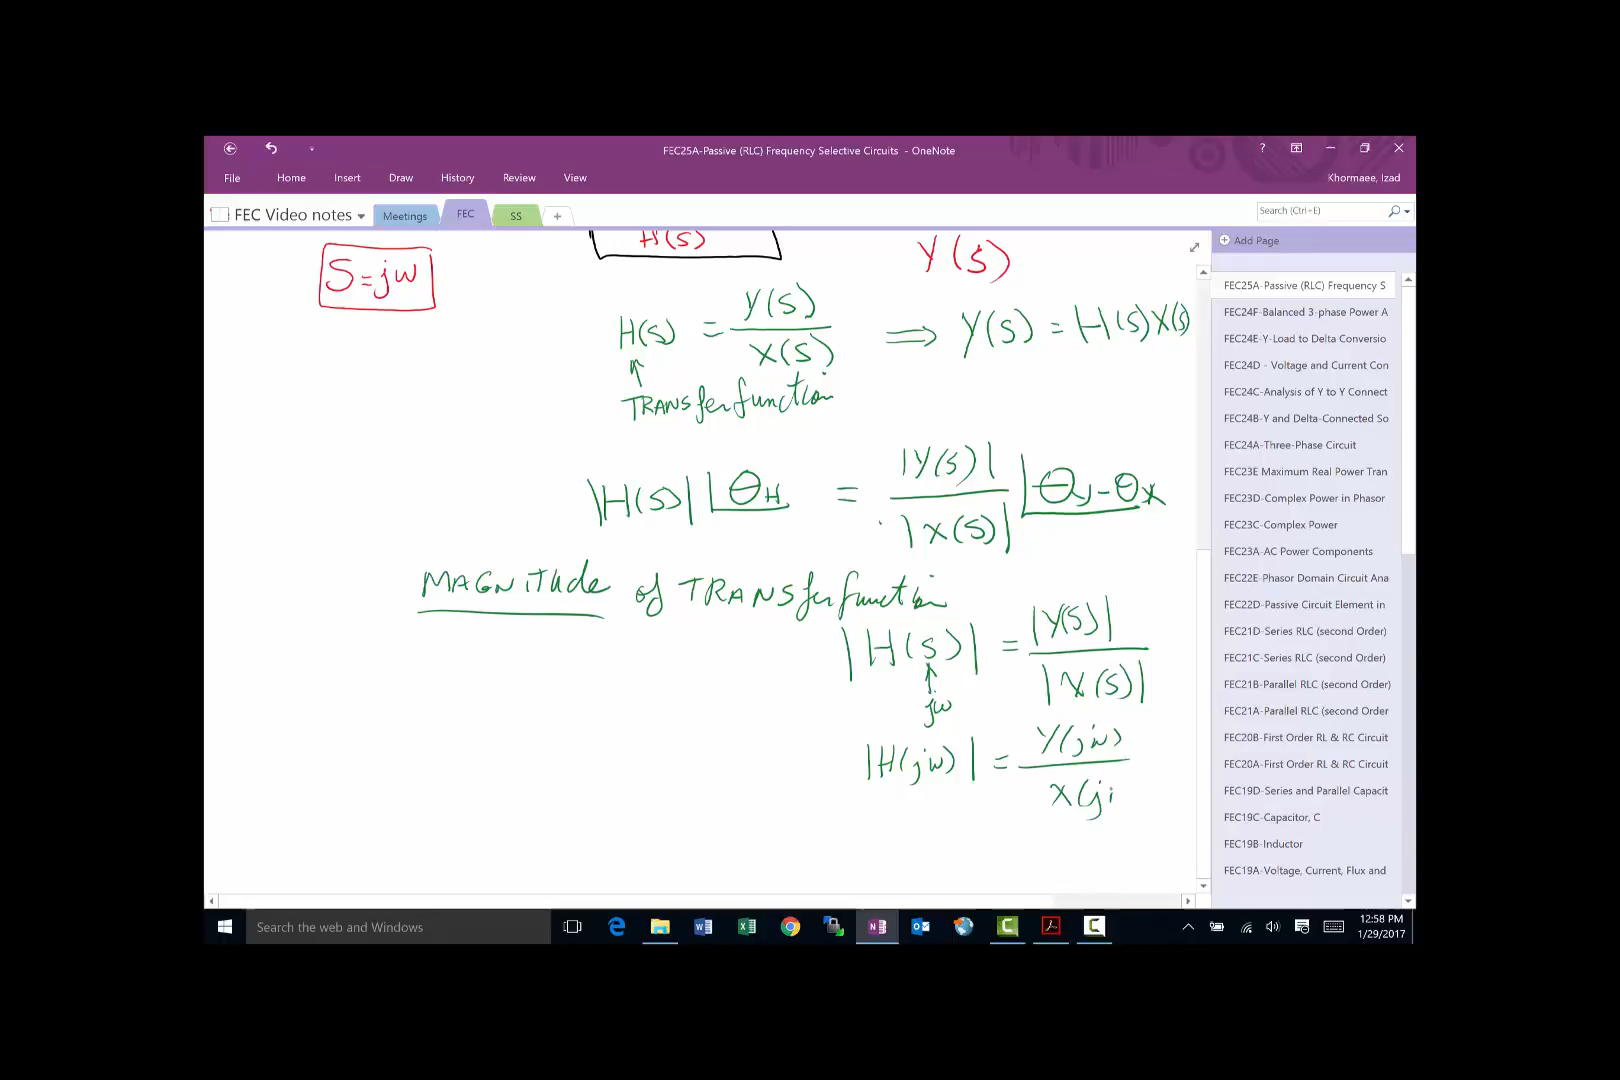 FEC25A-Passive (RLC) Frequency Selective Circuits - OneNote
?
File Home Insert Draw History Review View
Khormaee, Izad
FEC Video notes
Meetings
FEC
SS
+
Search (Ctrl+E)
Add Page
H(S)
Y(S)
S=jw
H(S) = Y(S) / X(S) ⟹ Y(S) = H(S)X(S)
↑
TRANSferfunction
|H(S)| |θH = |Y(S)| / |X(S)| |θy-θx
MAGNITude of TRANSferfunction
|H(S)| = |Y(S)| / |X(S)|
↑
jw
|H(jw)| = Y(jw) / X(ji
FEC25A-Passive (RLC) Frequency S
FEC24F-Balanced 3-phase Power A
FEC24E-Y-Load to Delta Conversio
FEC24D - Voltage and Current Con
FEC24C-Analysis of Y to Y Connect
FEC24B-Y and Delta-Connected So
FEC24A-Three-Phase Circuit
FEC23E Maximum Real Power Tran
FEC23D-Complex Power in Phasor
FEC23C-Complex Power
FEC23A-AC Power Components
FEC22E-Phasor Domain Circuit Ana
FEC22D-Passive Circuit Element in
FEC21D-Series RLC (second Order)
FEC21C-Series RLC (second Order)
FEC21B-Parallel RLC (second Order)
FEC21A-Parallel RLC (second Order
FEC20B-First Order RL & RC Circuit
FEC20A-First Order RL & RC Circuit
FEC19D-Series and Parallel Capacit
FEC19C-Capacitor, C
FEC19B-Inductor
FEC19A-Voltage, Current, Flux and
Search the web and Windows
12:58 PM
1/29/2017